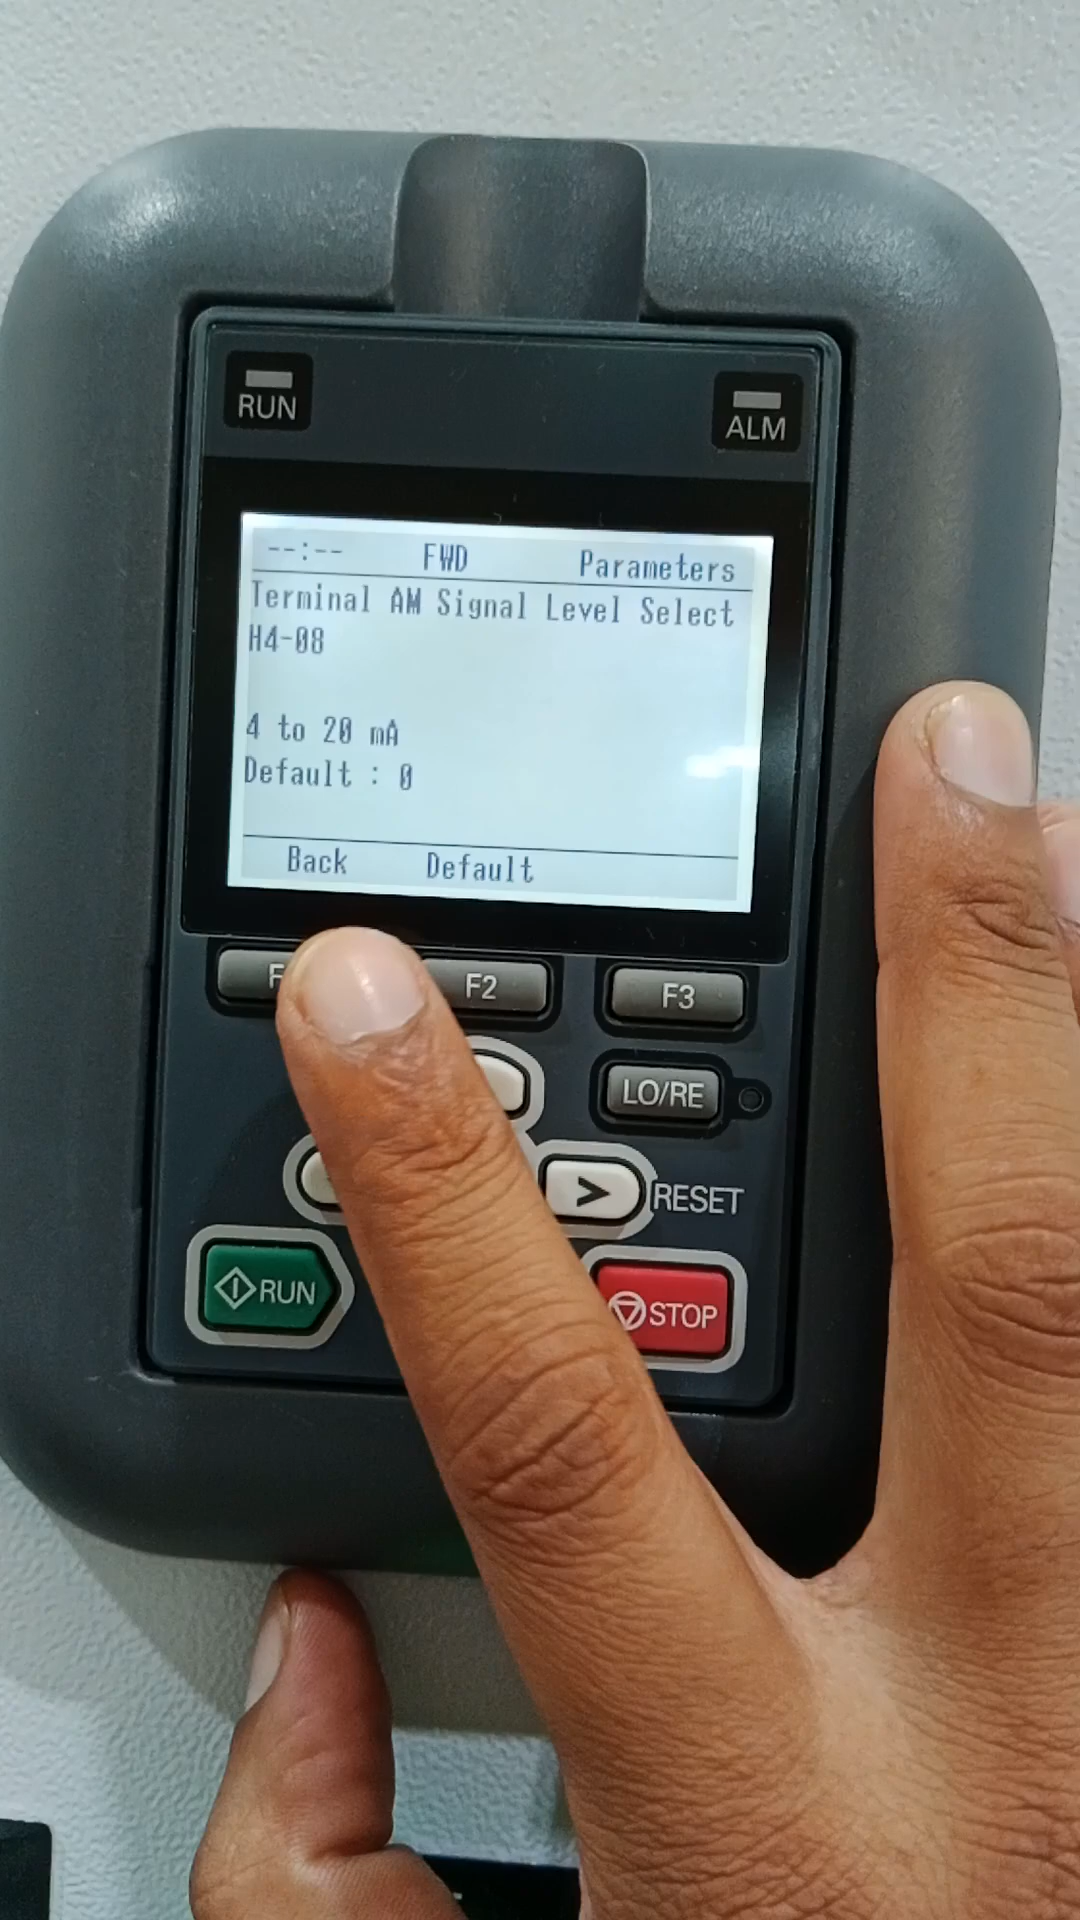 RUN
ALM
--:-- FWD Parameters
Terminal AM Signal Level Select
H4-08
4 to 20 mA
Default : 0
Back Default
F2 F3
LO/RE
> RESET
RUN
STOP